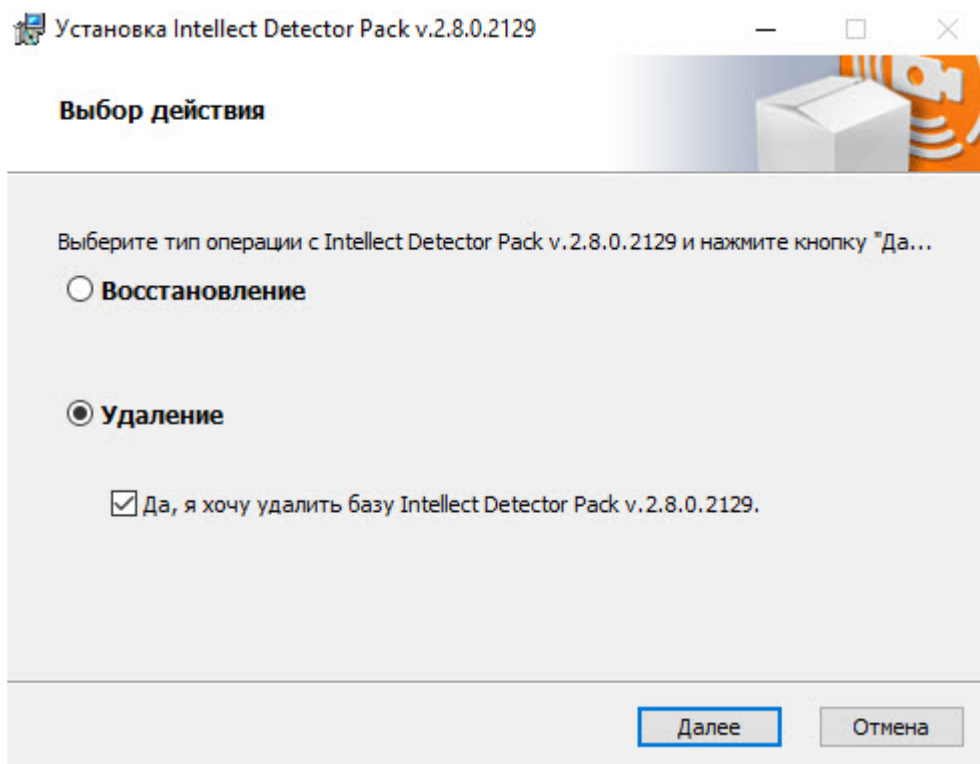 Установка Intellect Detector Pack v.2.8.0.2129
Выбор действия
Выберите тип операции с Intellect Detector Pack v.2.8.0.2129 и нажмите кнопку "Да...
Восстановление
Удаление
Да, я хочу удалить базу Intellect Detector Pack v.2.8.0.2129.
Далее
Отмена